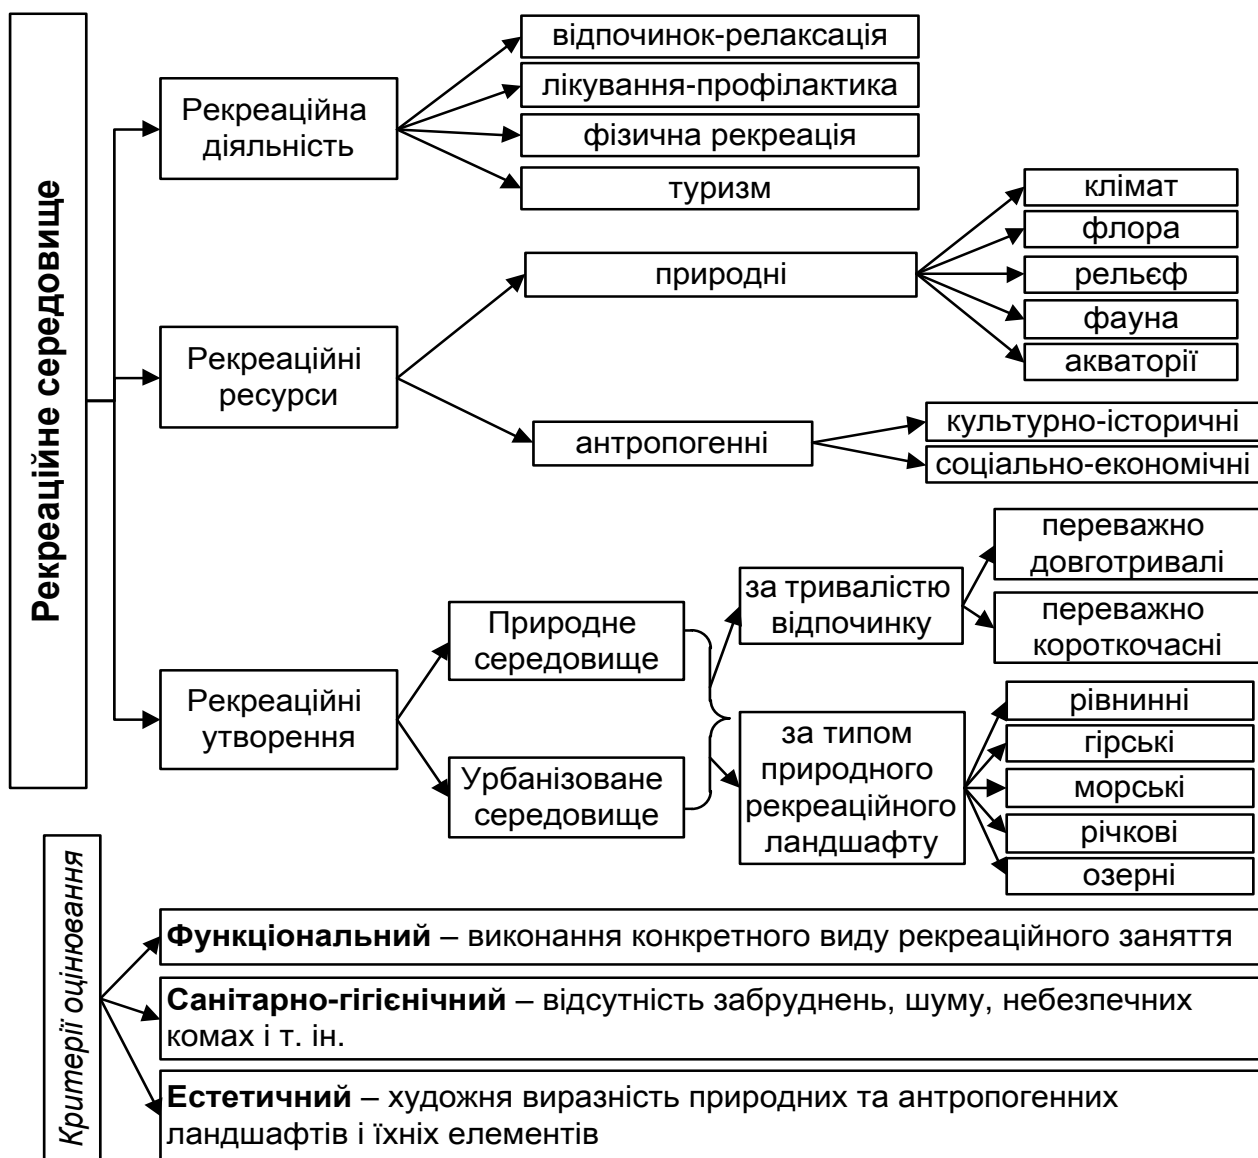 Рекреаційне середовище
Рекреаційна
діяльність
відпочинок-релаксація
лікування-профілактика
фізична рекреація
туризм
Рекреаційні
ресурси
природні
клімат
флора
рельєф
фауна
акваторії
антропогенні
культурно-історичні
соціально-економічні
Рекреаційні
утворення
Природне
середовище
Урбанізоване
середовище
за тривалістю
відпочинку
переважно
довготривалі
переважно
короткочасні
за типом
природного
рекреаційного
ландшафту
рівнинні
гірські
морські
річкові
озерні
Критерії оцінювання
Функціональний – виконання конкретного виду рекреаційного заняття
Санітарно-гігієнічний – відсутність забруднень, шуму, небезпечних
комах і т. ін.
Естетичний – художня виразність природних та антропогенних
ландшафтів і їхніх елементів